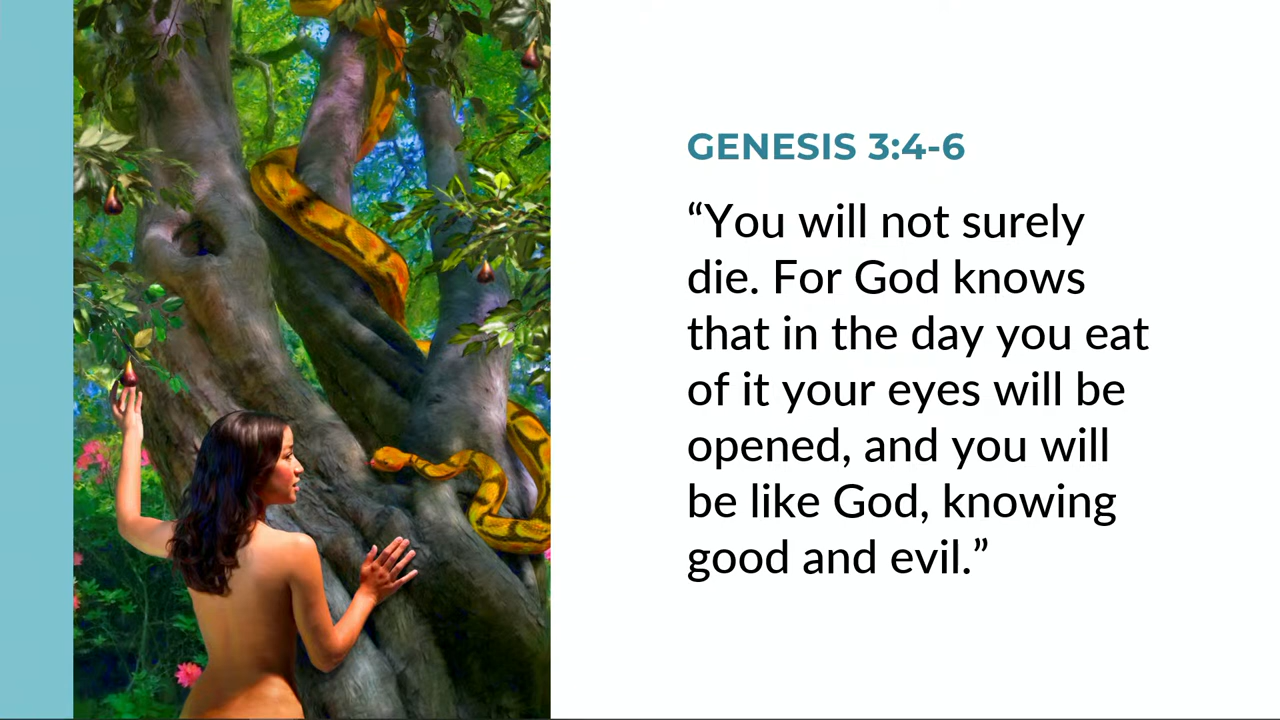 GENESIS 3:4-6
“You will not surely
die. For God knows
that in the day you eat
of it your eyes will be
opened, and you will
be like God, knowing
good and evil.”